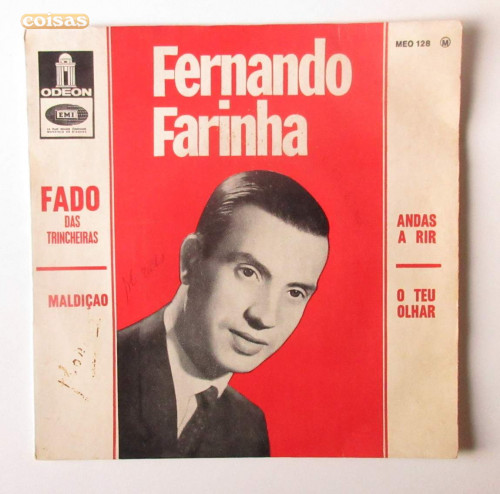 coisas
ODEON
EMI
Fernando
Farinha
MEO 128 M
FADO
DAS
TRINCHEIRAS
MALDIÇAO
ANDAS
A RIR
O TEU
OLHAR